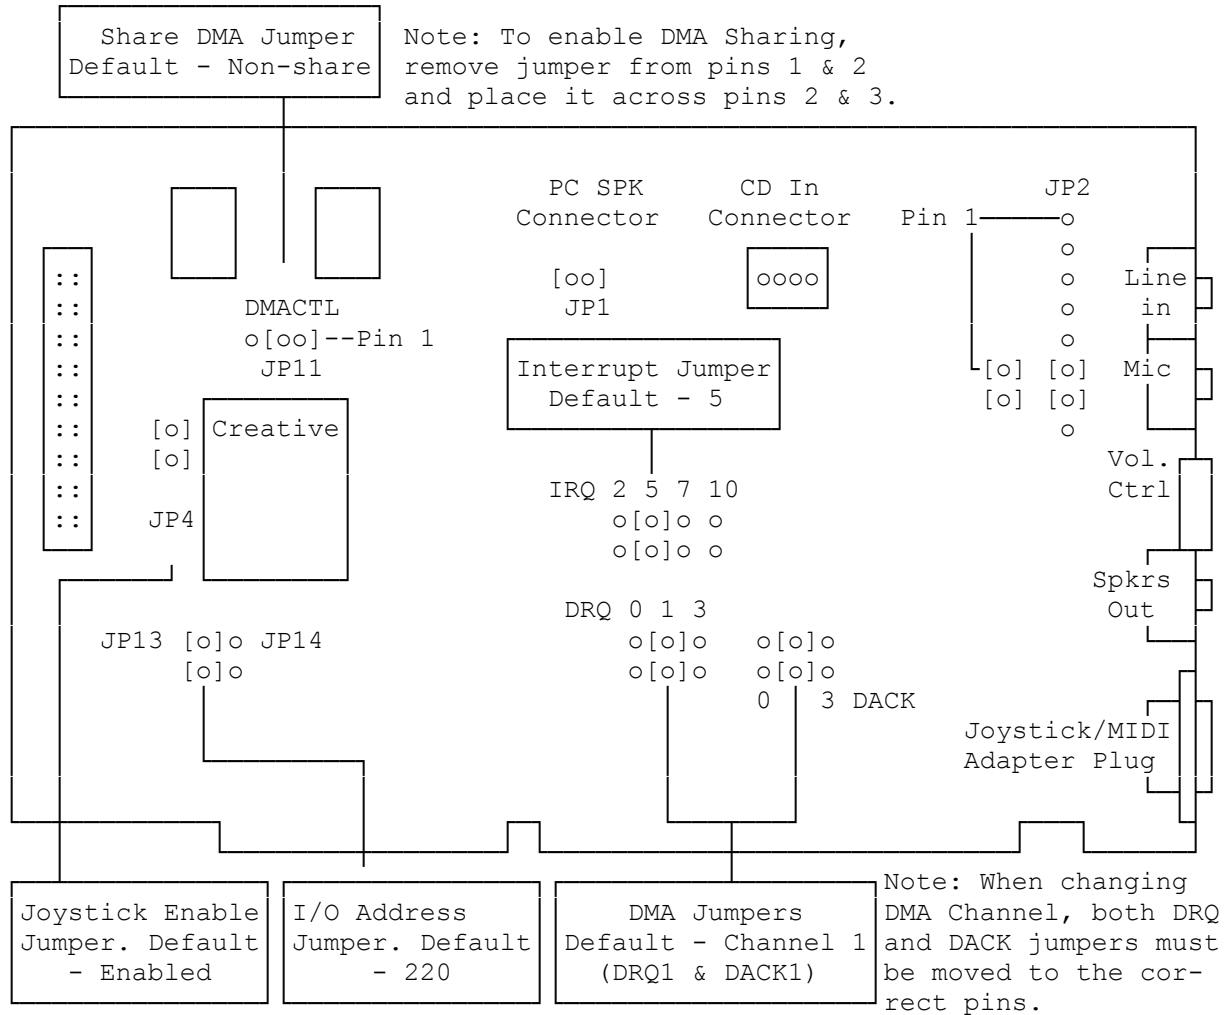 Share DMA Jumper
Default - Non-share
Note: To enable DMA Sharing,
remove jumper from pins 1 & 2
and place it across pins 2 & 3.
PC SPK
Connector
CD In
Connector
JP2
Pin 1
o
o
o
o
o
[o] [o]
[o] [o]
o
::
::
::
::
::
::
::
::
::
DMACTL
o[oo]--Pin 1
JP11
[oo]
JP1
oooo
Line
in
Mic
Interrupt Jumper
Default - 5
[o]
[o]
JP4
Creative
Vol.
Ctrl
IRQ 2 5 7 10
o[o]o o
o[o]o o
Spkrs
Out
DRQ 0 1 3
o[o]o o[o]o
o[o]o o[o]o
0 3 DACK
JP13 [o]o JP14
[o]o
Joystick/MIDI
Adapter Plug
Joystick Enable
Jumper. Default
- Enabled
I/O Address
Jumper. Default
- 220
DMA Jumpers
Default - Channel 1
(DRQ1 & DACK1)
Note: When changing
DMA Channel, both DRQ
and DACK jumpers must
be moved to the cor-
rect pins.